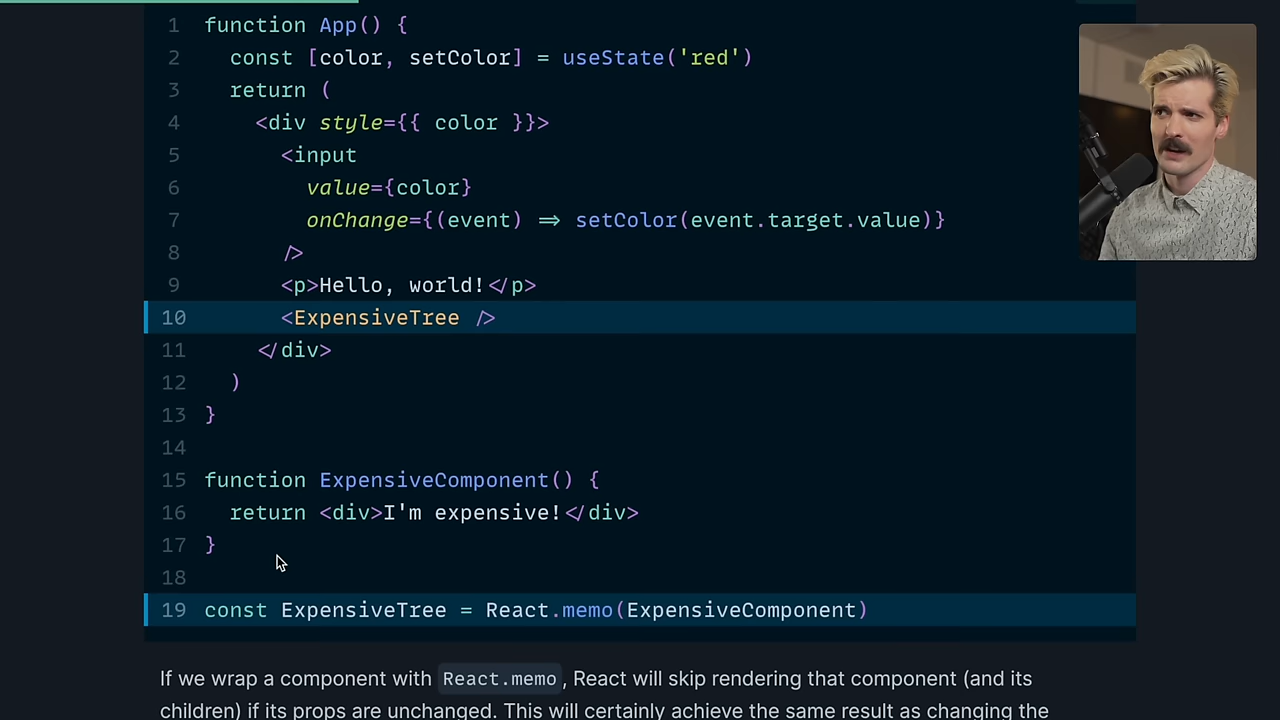 1 function App() {
2 const [color, setColor] = useState('red')
3 return (
4 <div style={{ color }}>
5 <input
6 value={color}
7 onChange={(event) => setColor(event.target.value)}
8 />
9 <p>Hello, world!</p>
10 <ExpensiveTree />
11 </div>
12 )
13 }
14
15 function ExpensiveComponent() {
16 return <div>I'm expensive!</div>
17 }
18
19 const ExpensiveTree = React.memo(ExpensiveComponent)
If we wrap a component with React.memo, React will skip rendering that component (and its
children) if its props are unchanged. This will certainly achieve the same result as changing the